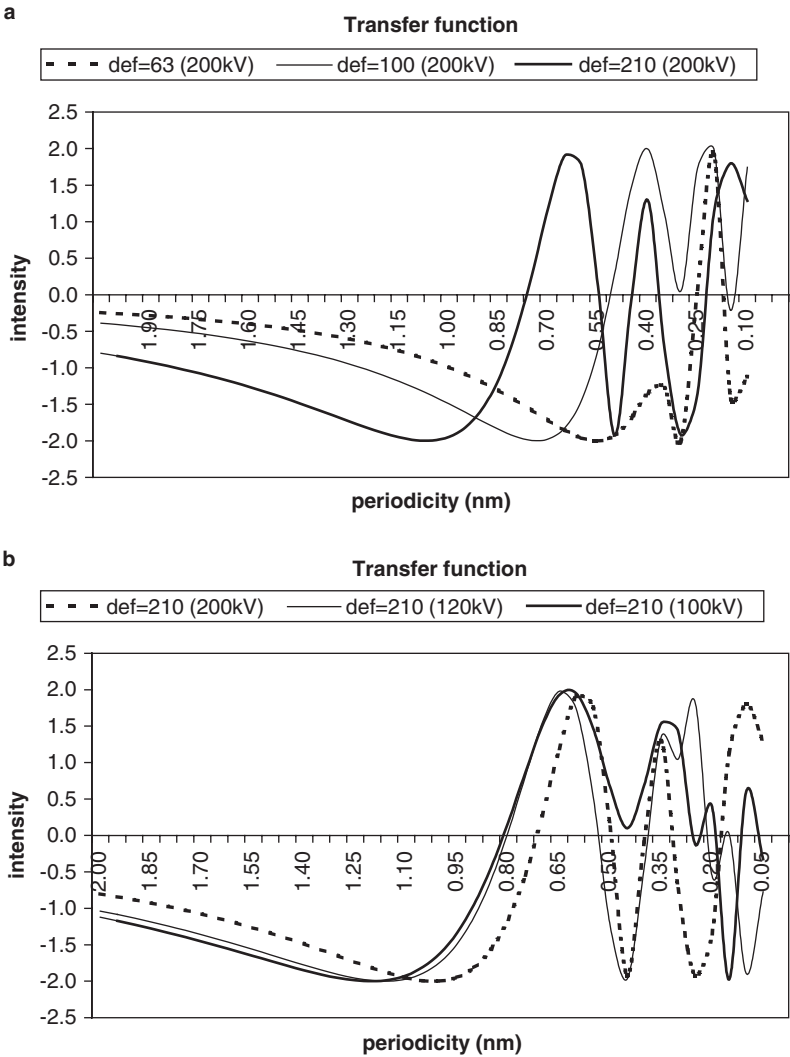 a
Transfer function
def=63 (200kV) def=100 (200kV) def=210 (200kV)
2.5
2.0
1.5
1.0
0.5
0.0
-0.5
-1.0
-1.5
-2.0
-2.5
intensity
1.90 1.75 1.60 1.45 1.30 1.15 1.00 0.85 0.70 0.55 0.40 0.25 0.10
periodicity (nm)
b
Transfer function
def=210 (200kV) def=210 (120kV) def=210 (100kV)
2.5
2.0
1.5
1.0
0.5
0.0
-0.5
-1.0
-1.5
-2.0
-2.5
intensity
2.00 1.85 1.70 1.55 1.40 1.25 1.10 0.95 0.80 0.65 0.50 0.35 0.20 0.05
periodicity (nm)